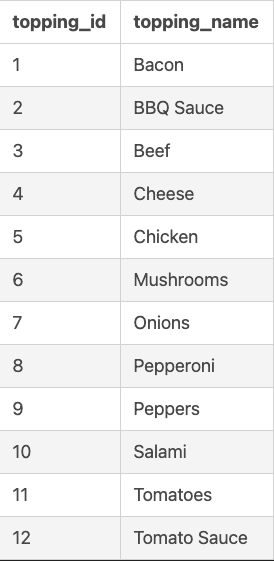 topping_id topping_name
1 Bacon
2 BBQ Sauce
3 Beef
4 Cheese
5 Chicken
6 Mushrooms
7 Onions
8 Pepperoni
9 Peppers
10 Salami
11 Tomatoes
12 Tomato Sauce